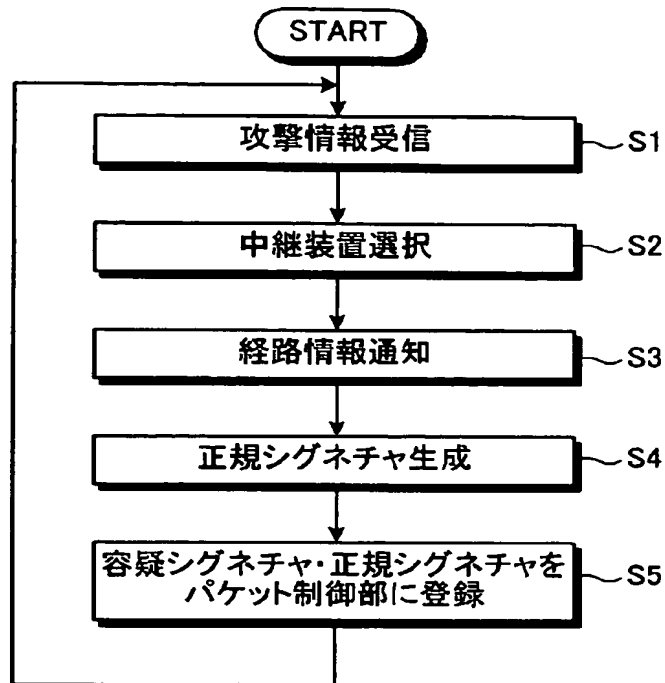 START
攻撃情報受信
S1
中継装置選択
S2
経路情報通知
S3
正規シグネチャ生成
S4
容疑シグネチャ・正規シグネチャを
パケット制御部に登録
S5